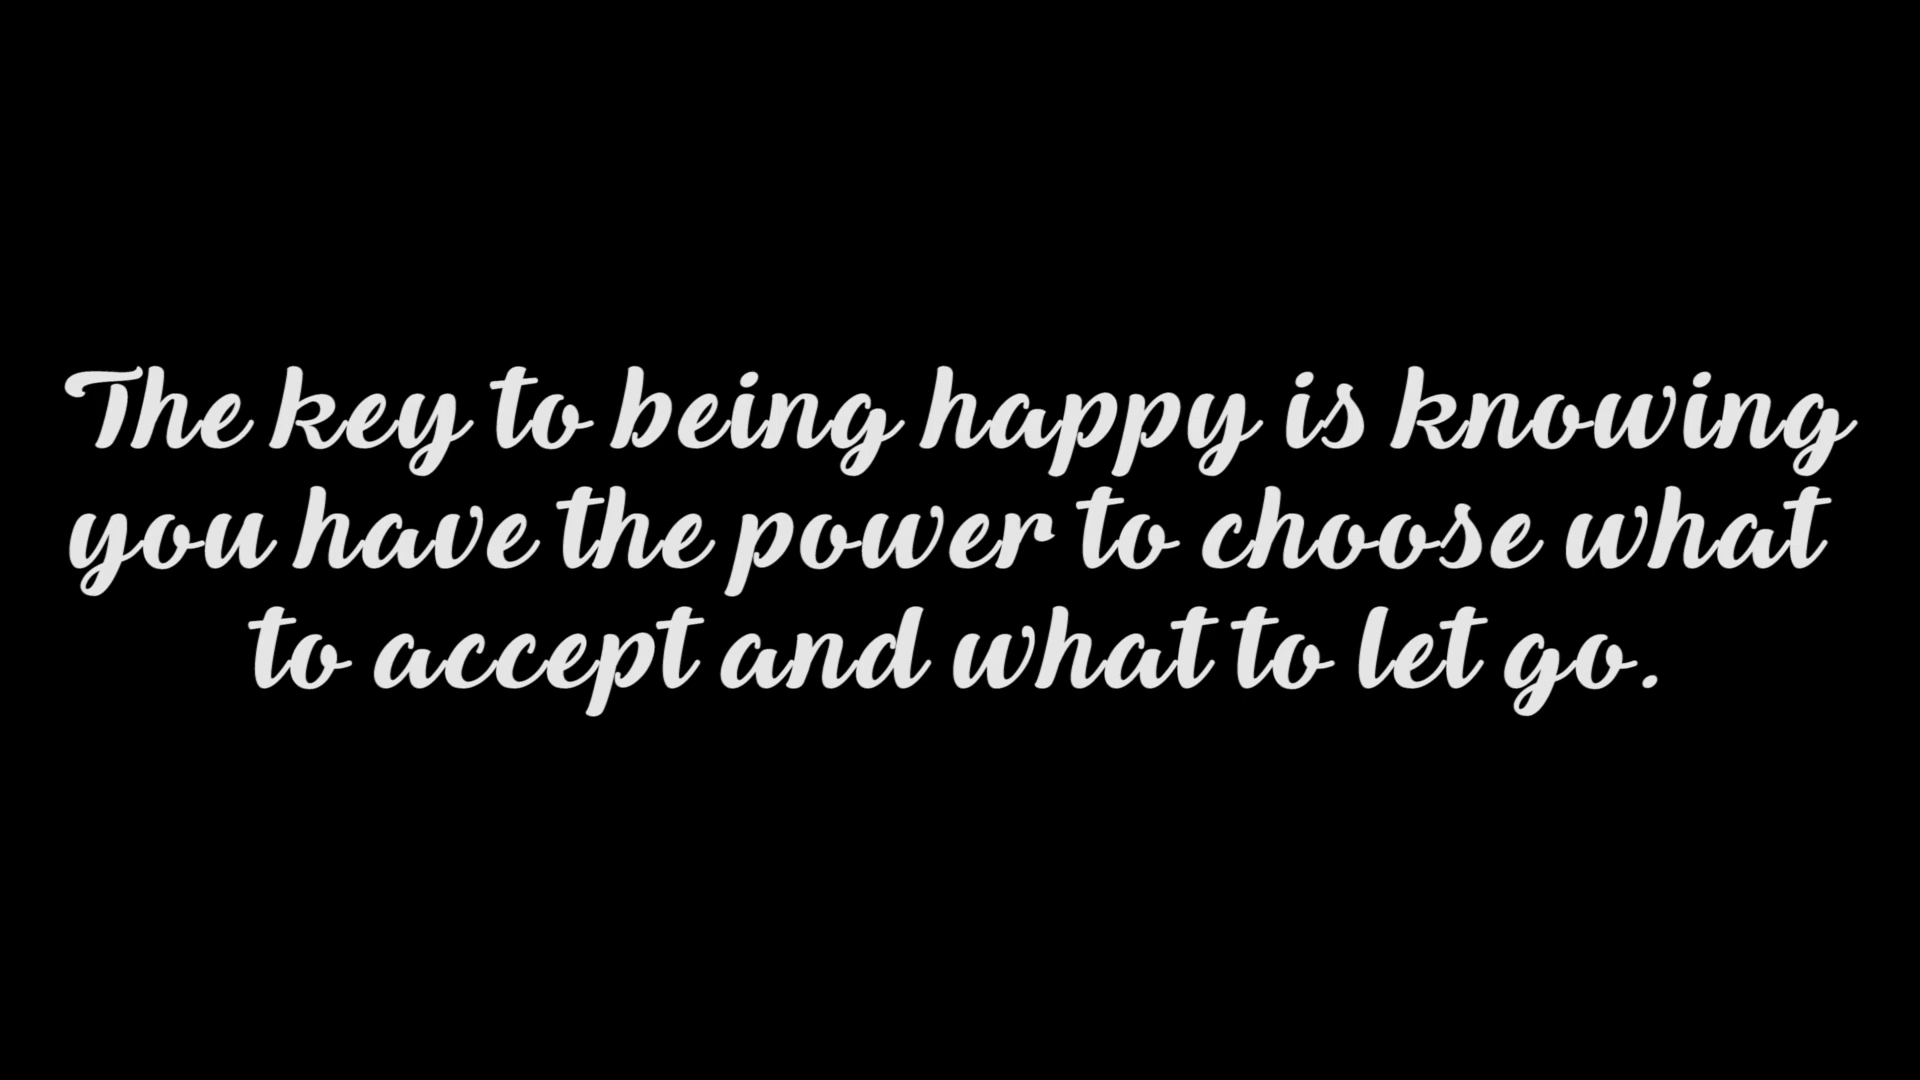 The key to being happy is knowing
you have the power to choose what
to accept and what to let go.